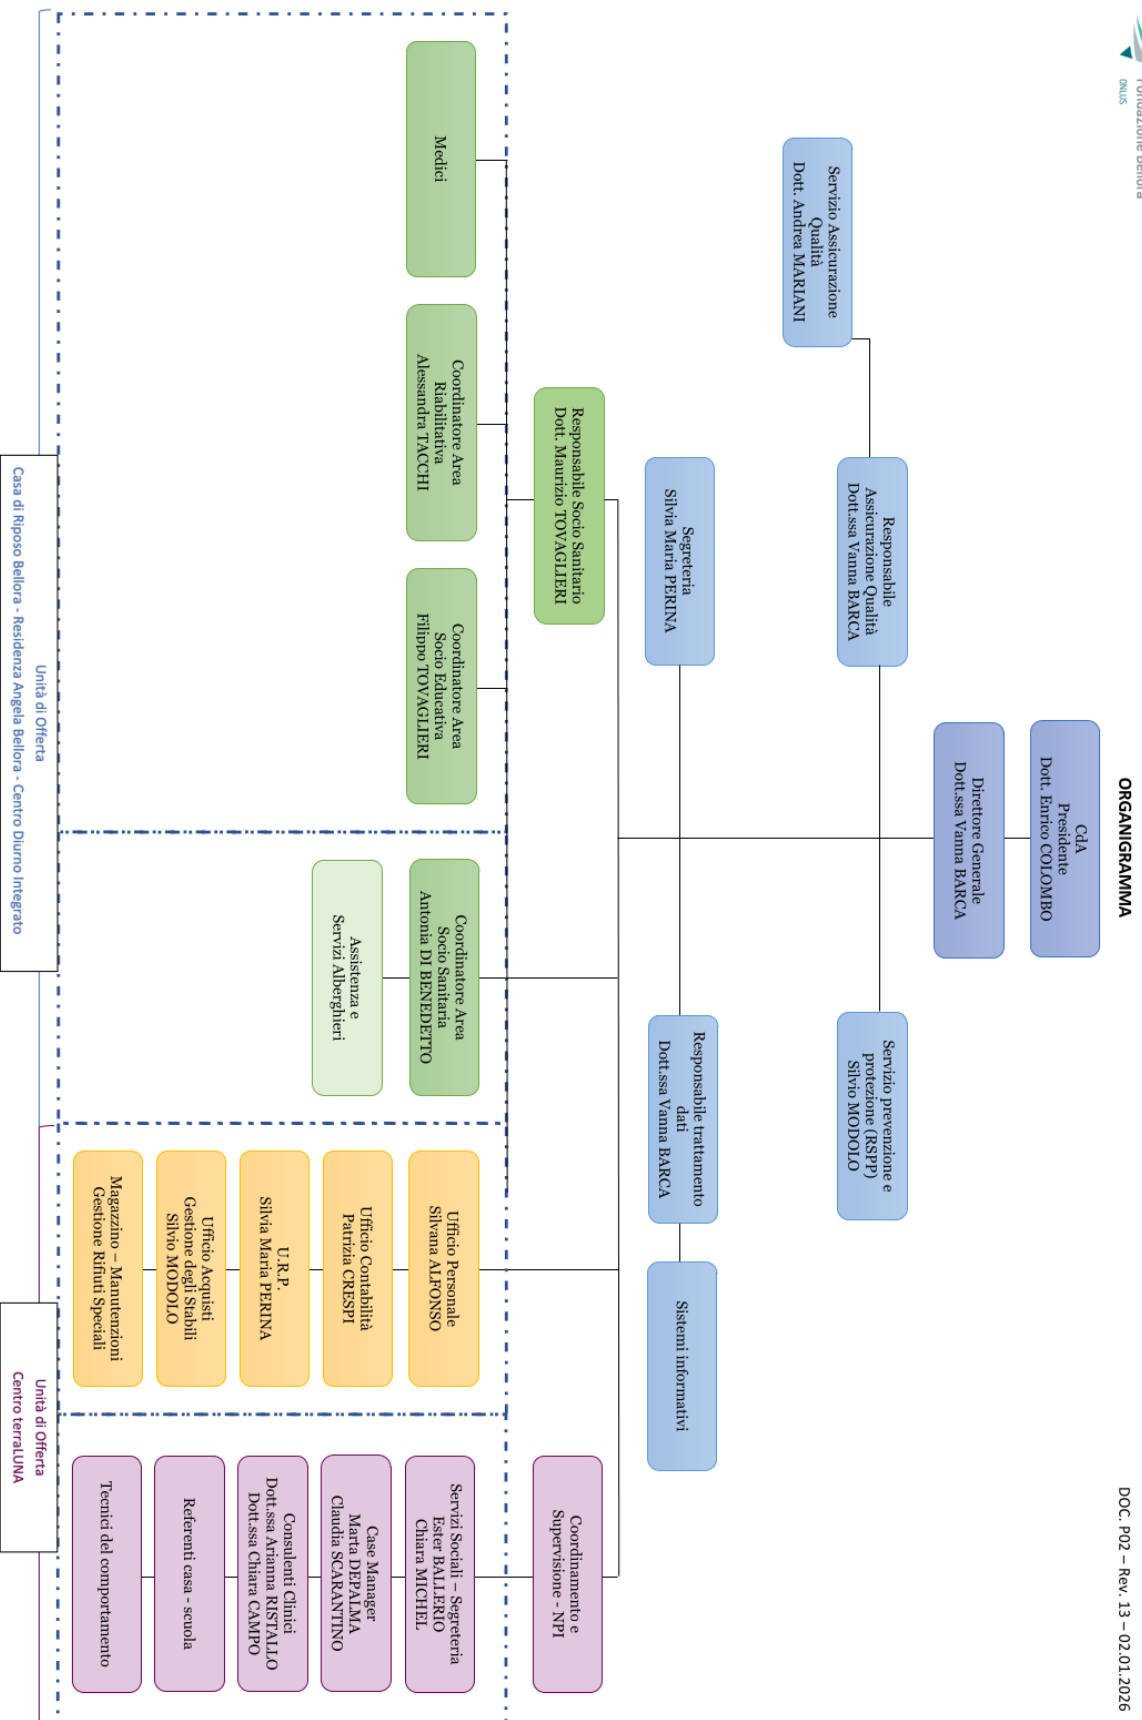 Fondazione Bellora
ONLUS
ORGANIGRAMMA
DOC. P02 – Rev. 13 – 02.01.2026
CdA
Presidente
Dott. Enrico COLOMBO
Direttore Generale
Dott.ssa Vanna BARCA
Servizio Assicurazione
Qualità
Dott. Andrea MARIANI
Responsabile
Assicurazione Qualità
Dott.ssa Vanna BARCA
Servizio prevenzione e
protezione (RSPP)
Silvio MODOLO
Segreteria
Silvia Maria PERINA
Responsabile trattamento
dati
Dott.ssa Vanna BARCA
Sistemi informativi
Responsabile Socio Sanitario
Dott. Maurizio TOVAGLIERI
Coordinamento e
Supervisione - NPI
Medici
Coordinatore Area
Riabilitativa
Alessandra TACCHI
Coordinatore Area
Socio Educativa
Filippo TOVAGLIERI
Coordinatore Area
Socio Sanitaria
Antonia DI BENEDETTO
Assistenza e
Servizi Alberghieri
Ufficio Personale
Silvana ALFONSO
Ufficio Contabilità
Patrizia CRESPI
U.R.P.
Silvia Maria PERINA
Ufficio Acquisti
Gestione degli Stabili
Silvio MODOLO
Magazzino – Manutenzioni
Gestione Rifiuti Speciali
Servizi Sociali – Segreteria
Ester BALLERIO
Chiara MICHEL
Case Manager
Marta DEPALMA
Claudia SCARANTINO
Consulenti Clinici
Dott.ssa Arianna RISTALLO
Dott.ssa Chiara CAMPO
Referenti casa - scuola
Tecnici del comportamento
Unità di Offerta
Casa di Riposo Bellora - Residenza Angela Bellora - Centro Diurno Integrato
Unità di Offerta
Centro terraLUNA